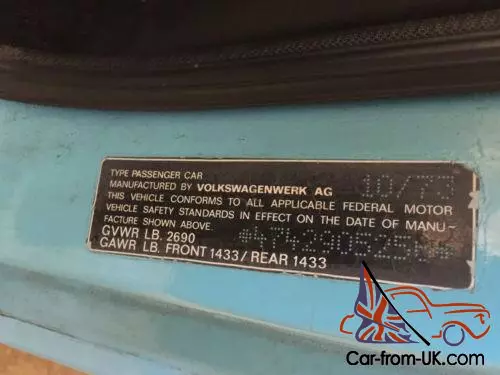 TYPE PASSENGER CAR 10/73
MANUFACTURED BY VOLKSWAGENWERK AG
THIS VEHICLE CONFORMS TO ALL APPLICABLE FEDERAL MOTOR
VEHICLE SAFETY STANDARDS IN EFFECT ON THE DATE OF MANU-
FACTURE SHOWN ABOVE.
GVWR LB. 2690
GAWR LB. FRONT 1433/REAR 1433
Car-from-UK.com